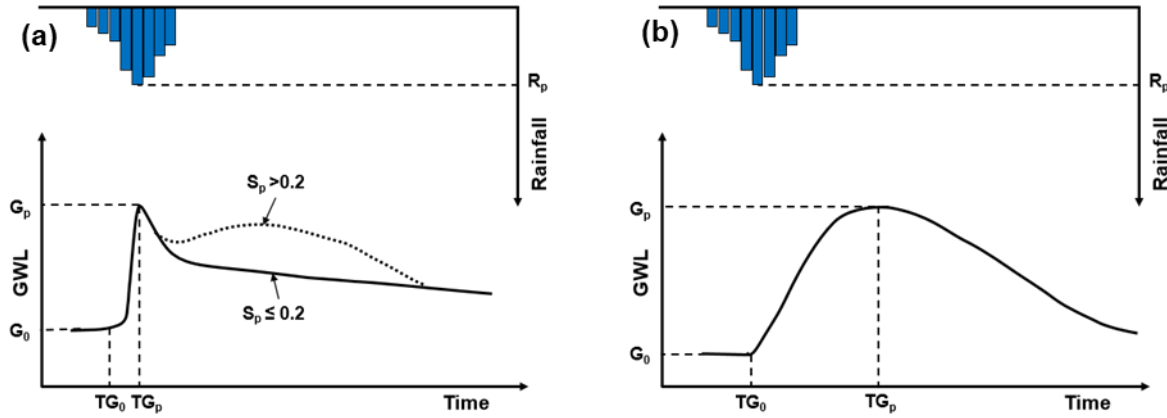 (a)
Rₚ
Rainfall
Sₚ >0.2
Gₚ
GWL
Sₚ ≤ 0.2
G₀
TG₀ TGₚ Time
(b)
Rₚ
Rainfall
Gₚ
GWL
G₀
TG₀ TGₚ Time